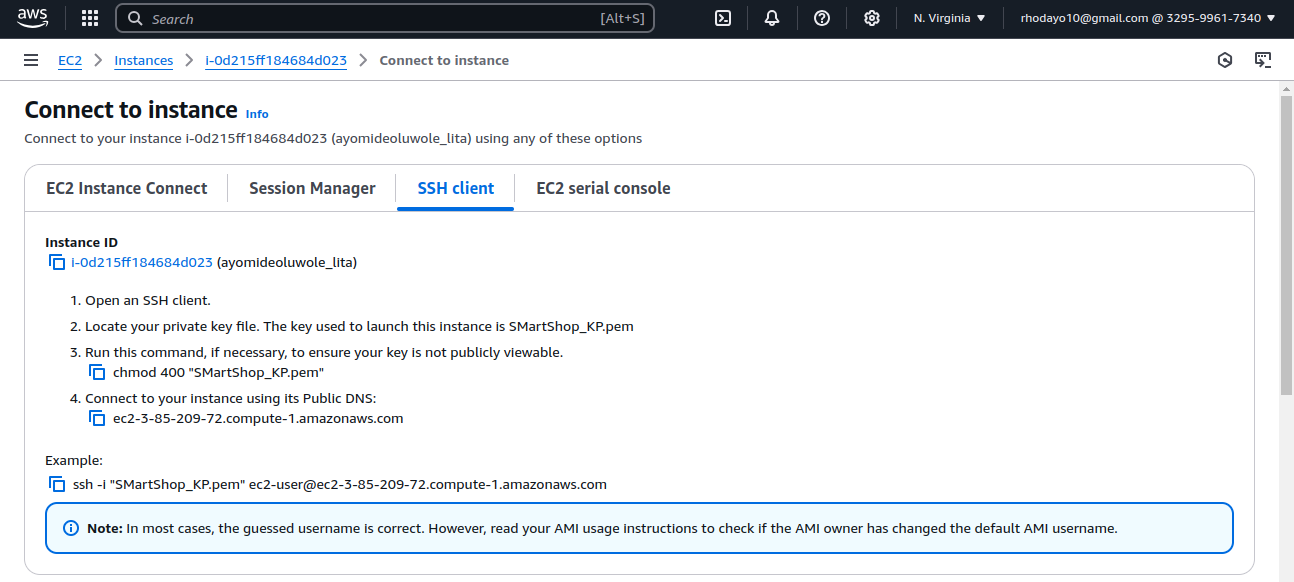 aws
Search [Alt+S] N. Virginia rhodayo10@gmail.com @ 3295-9961-7340
EC2 Instances i-0d215ff184684d023 Connect to instance
Connect to instance Info
Connect to your instance i-0d215ff184684d023 (ayomideoluwole_lita) using any of these options
EC2 Instance Connect Session Manager SSH client EC2 serial console
Instance ID
i-0d215ff184684d023 (ayomideoluwole_lita)
1. Open an SSH client.
2. Locate your private key file. The key used to launch this instance is SMartShop_KP.pem
3. Run this command, if necessary, to ensure your key is not publicly viewable.
chmod 400 "SMartShop_KP.pem"
4. Connect to your instance using its Public DNS:
ec2-3-85-209-72.compute-1.amazonaws.com
Example:
ssh -i "SMartShop_KP.pem" ec2-user@ec2-3-85-209-72.compute-1.amazonaws.com
Note: In most cases, the guessed username is correct. However, read your AMI usage instructions to check if the AMI owner has changed the default AMI username.